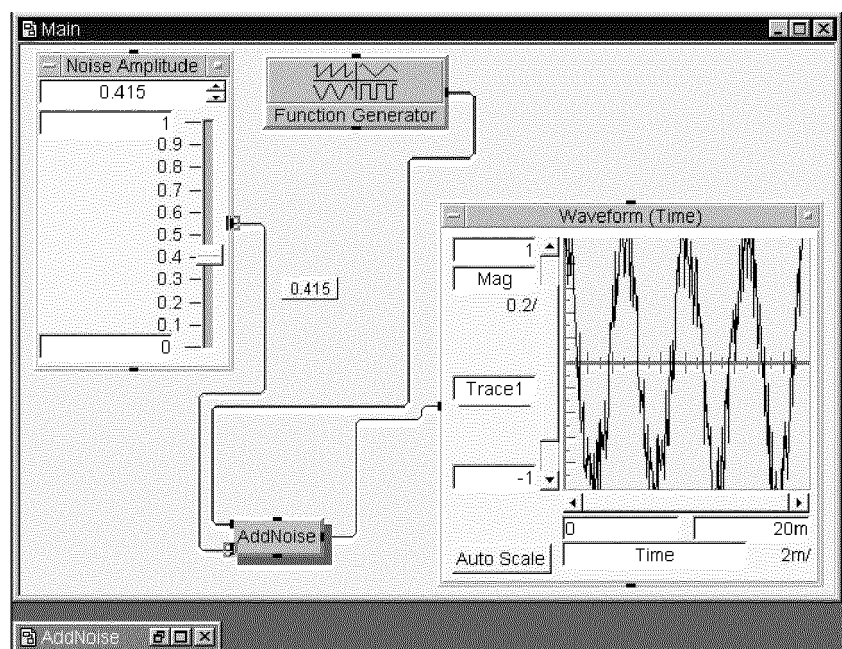 Main
Noise Amplitude
0.415
1
0.9
0.8
0.7
0.6
0.5
0.4
0.3
0.2
0.1
0
Function Generator
0.415
Waveform (Time)
1
Mag
0.2/
Trace1
-1
0
20m
Auto Scale
Time
2m/
AddNoise
AddNoise